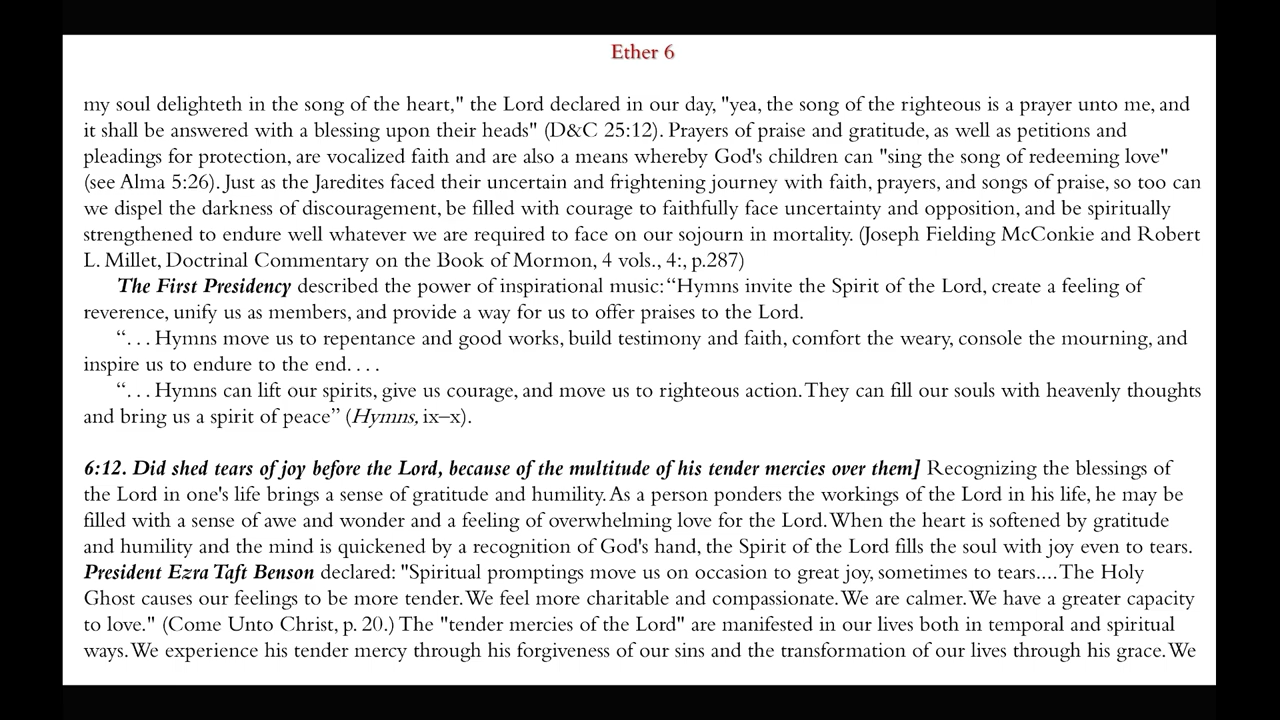 Ether 6
my soul delighteth in the song of the heart," the Lord declared in our day, "yea, the song of the righteous is a prayer unto me, and
it shall be answered with a blessing upon their heads" (D&C 25:12). Prayers of praise and gratitude, as well as petitions and
pleadings for protection, are vocalized faith and are also a means whereby God's children can "sing the song of redeeming love"
(see Alma 5:26). Just as the Jaredites faced their uncertain and frightening journey with faith, prayers, and songs of praise, so too can
we dispel the darkness of discouragement, be filled with courage to faithfully face uncertainty and opposition, and be spiritually
strengthened to endure well whatever we are required to face on our sojourn in mortality. (Joseph Fielding McConkie and Robert
L. Millet, Doctrinal Commentary on the Book of Mormon, 4 vols., 4:, p.287)
The First Presidency described the power of inspirational music: “Hymns invite the Spirit of the Lord, create a feeling of
reverence, unify us as members, and provide a way for us to offer praises to the Lord.
“. . . Hymns move us to repentance and good works, build testimony and faith, comfort the weary, console the mourning, and
inspire us to endure to the end. . . .
“. . . Hymns can lift our spirits, give us courage, and move us to righteous action. They can fill our souls with heavenly thoughts
and bring us a spirit of peace” (Hymns, ix–x).
6:12. Did shed tears of joy before the Lord, because of the multitude of his tender mercies over them] Recognizing the blessings of
the Lord in one's life brings a sense of gratitude and humility. As a person ponders the workings of the Lord in his life, he may be
filled with a sense of awe and wonder and a feeling of overwhelming love for the Lord. When the heart is softened by gratitude
and humility and the mind is quickened by a recognition of God's hand, the Spirit of the Lord fills the soul with joy even to tears.
President Ezra Taft Benson declared: "Spiritual promptings move us on occasion to great joy, sometimes to tears.... The Holy
Ghost causes our feelings to be more tender. We feel more charitable and compassionate. We are calmer. We have a greater capacity
to love." (Come Unto Christ, p. 20.) The "tender mercies of the Lord" are manifested in our lives both in temporal and spiritual
ways. We experience his tender mercy through his forgiveness of our sins and the transformation of our lives through his grace. We